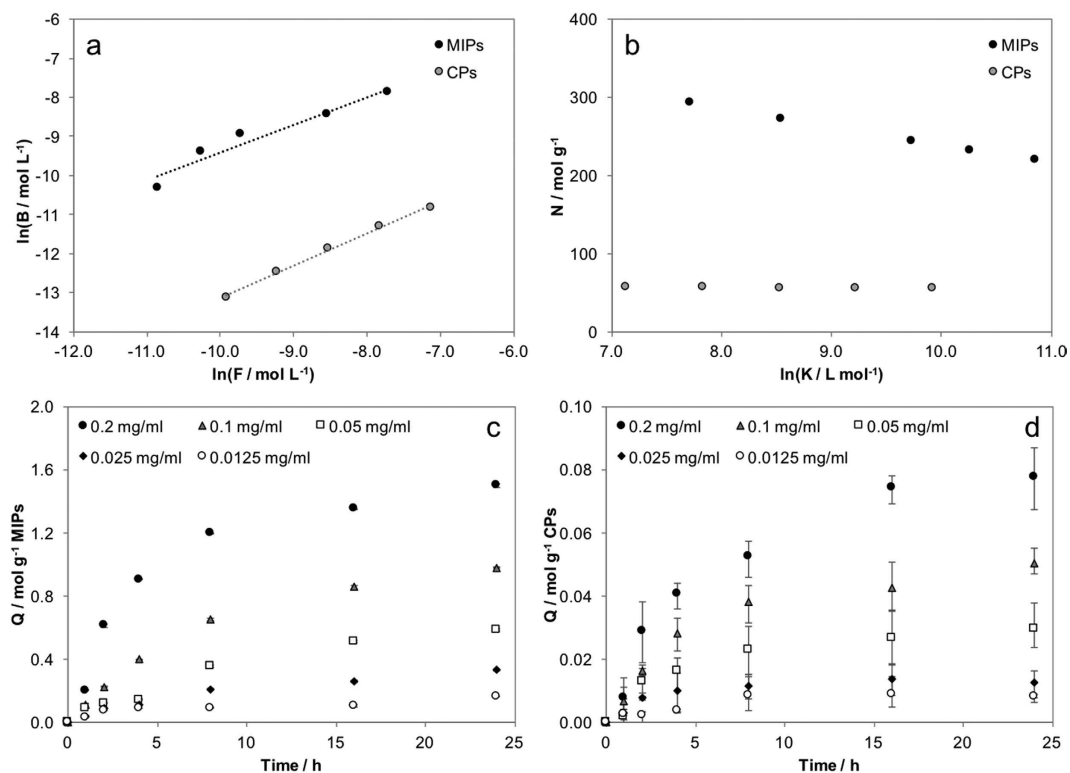 a
MIPs
CPs
-6
-7
-8
-9
-10
-11
-12
-13
-14
ln(B / mol L-1)
-12.0 -11.0 -10.0 -9.0 -8.0 -7.0 -6.0
ln(F / mol L-1)
b
MIPs
CPs
400
300
200
100
0
N / mol g-1
7.0 8.0 9.0 10.0 11.0
ln(K / L mol-1)
c
0.2 mg/ml 0.1 mg/ml 0.05 mg/ml
0.025 mg/ml 0.0125 mg/ml
2.0
1.6
1.2
0.8
0.4
0.0
Q / mol g-1 MIPs
0 5 10 15 20 25
Time / h
d
0.2 mg/ml 0.1 mg/ml 0.05 mg/ml
0.025 mg/ml 0.0125 mg/ml
0.10
0.08
0.06
0.04
0.02
0.00
Q / mol g-1 CPs
0 5 10 15 20 25
Time / h